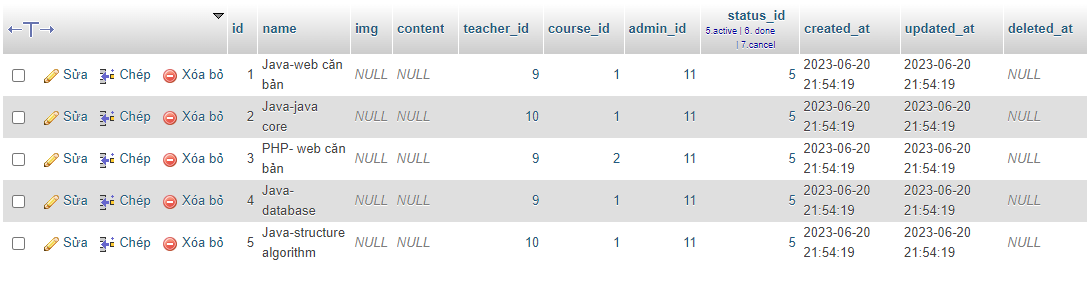 id name img content teacher_id course_id admin_id status_id created_at updated_at deleted_at
5.active | 6. done
| 7.cancel
Sửa Chép Xóa bỏ 1 Java-web căn bản NULL NULL 9 1 11 5 2023-06-20 21:54:19 2023-06-20 21:54:19 NULL
Sửa Chép Xóa bỏ 2 Java-java core NULL NULL 10 1 11 5 2023-06-20 21:54:19 2023-06-20 21:54:19 NULL
Sửa Chép Xóa bỏ 3 PHP- web căn bản NULL NULL 9 2 11 5 2023-06-20 21:54:19 2023-06-20 21:54:19 NULL
Sửa Chép Xóa bỏ 4 Java-database NULL NULL 9 1 11 5 2023-06-20 21:54:19 2023-06-20 21:54:19 NULL
Sửa Chép Xóa bỏ 5 Java-structure algorithm NULL NULL 10 1 11 5 2023-06-20 21:54:19 2023-06-20 21:54:19 NULL